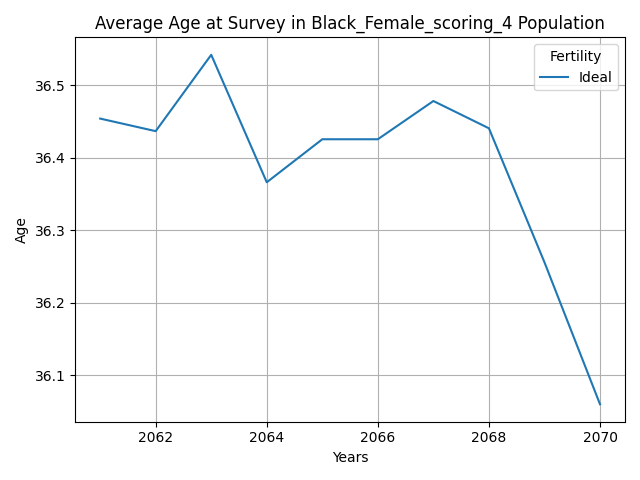 Average Age at Survey in Black_Female_scoring_4 Population
Fertility
Ideal
36.5
36.4
36.3
36.2
36.1
Age
2062
2064
2066
2068
2070
Years